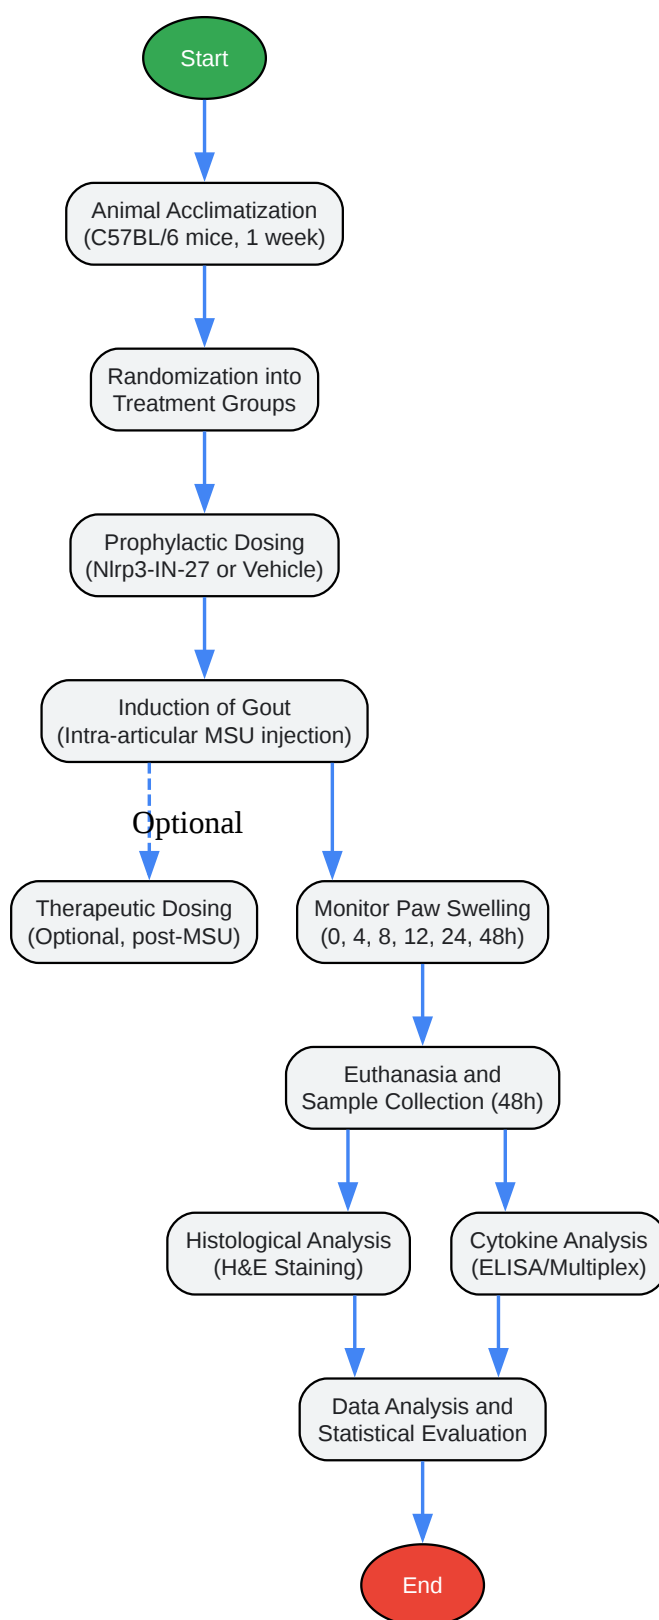 Start
Animal Acclimatization
(C57BL/6 mice, 1 week)
Randomization into
Treatment Groups
Prophylactic Dosing
(Nlrp3-IN-27 or Vehicle)
Induction of Gout
(Intra-articular MSU injection)
Optional
Therapeutic Dosing
(Optional, post-MSU)
Monitor Paw Swelling
(0, 4, 8, 12, 24, 48h)
Euthanasia and
Sample Collection (48h)
Histological Analysis
(H&E Staining)
Cytokine Analysis
(ELISA/Multiplex)
Data Analysis and
Statistical Evaluation
End